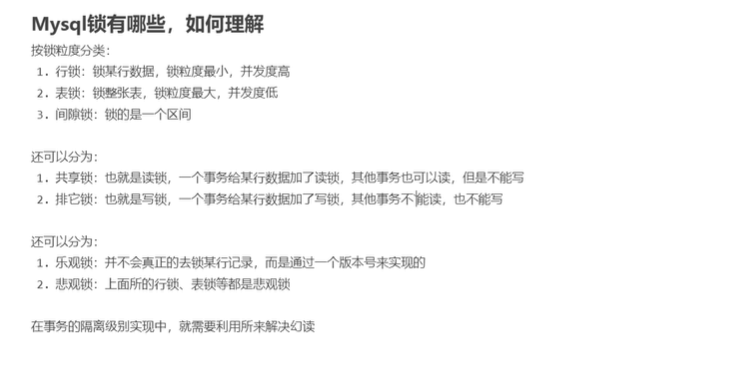 Mysql锁有哪些，如何理解
按锁粒度分类：
1. 行锁：锁某行数据，锁粒度最小，并发度高
2. 表锁：锁整张表，锁粒度最大，并发度低
3. 间隙锁：锁的是一个区间
还可以分为：
1. 共享锁：也就是读锁，一个事务给某行数据加了读锁，其他事务也可以读，但是不能写
2. 排它锁：也就是写锁，一个事务给某行数据加了写锁，其他事务不能读，也不能写
还可以分为：
1. 乐观锁：并不会真正的去锁某行记录，而是通过一个版本号来实现的
2. 悲观锁：上面所的行锁、表锁等都是悲观锁
在事务的隔离级别实现中，就需要利用所来解决幻读